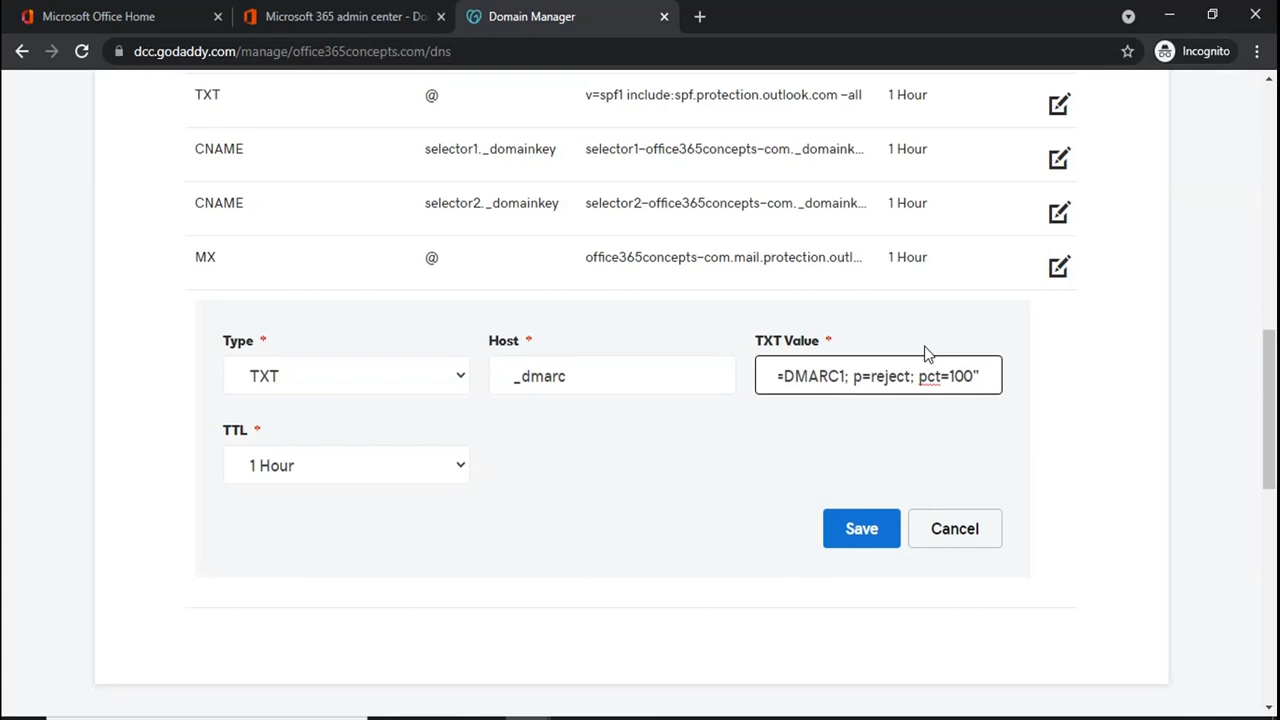 Microsoft Office Home
Microsoft 365 admin center - Do
Domain Manager
dcc.godaddy.com/manage/office365concepts.com/dns
Incognito
TXT @ v=spf1 include:spf.protection.outlook.com -all 1 Hour
CNAME selector1._domainkey selector1-office365concepts-com._domaink... 1 Hour
CNAME selector2._domainkey selector2-office365concepts-com._domaink... 1 Hour
MX @ office365concepts-com.mail.protection.outl... 1 Hour
Type * Host * TXT Value *
TXT _dmarc =DMARC1; p=reject; pct=100"
TTL *
1 Hour
Save Cancel